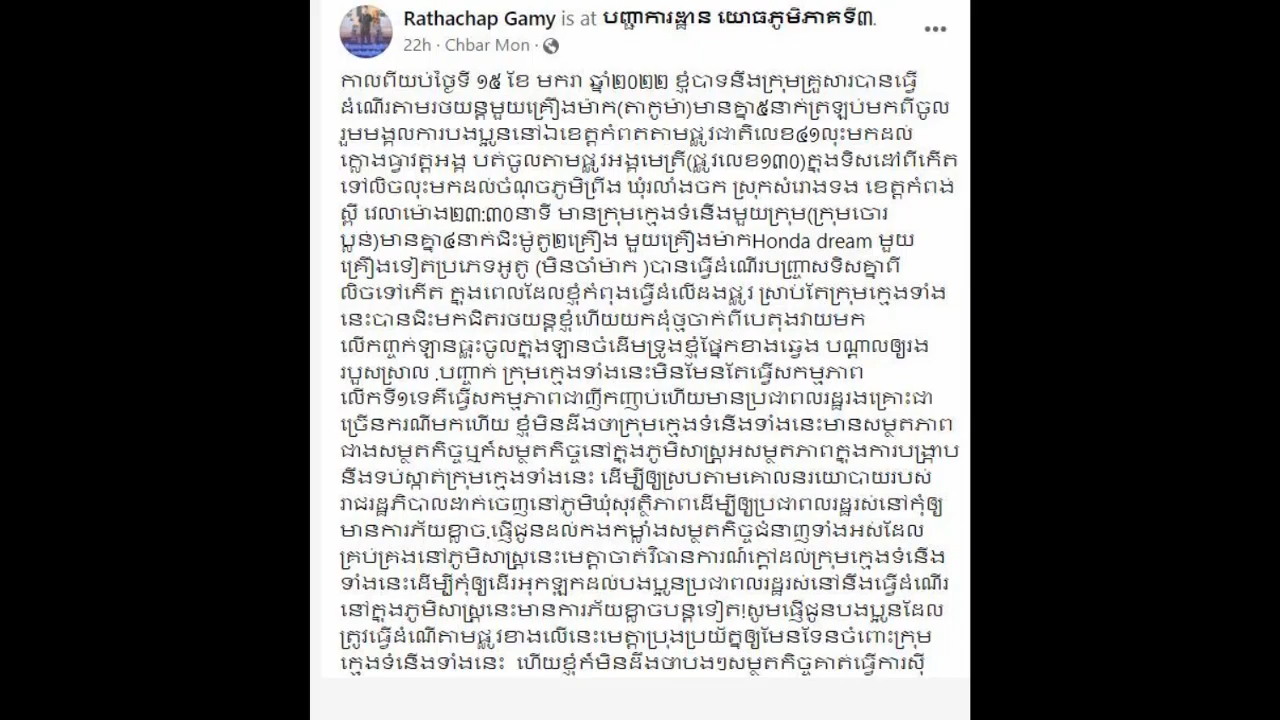 Rathachap Gamy is at បញ្ជាការដ្ឋាន យោធភូមិភាគទី៣.
22h · Chbar Mon ·
កាលពីយប់ថ្ងៃទី ១៥ ខែ មករា ឆ្នាំ២០២២ ខ្ញុំបាទនឹងក្រុមគ្រួសារបានធ្វើ
ដំណើរតាមរថយន្តមួយគ្រឿងម៉ាក(តាកូម៉ា)មានគ្នា៥នាក់ត្រឡប់មកពីចូល
រួមមង្គលការបងប្អូននៅឯខេត្តកំពតតាមផ្លូវជាតិលេខ៤១លុះមកដល់
ក្លោងធ្វាវត្តអង្គ បត់ចូលតាមផ្លូវអង្គមេត្រី(ផ្លូវលេខ១៣០)ក្នុងទិសដៅពីកើត
ទៅលិចលុះមកដល់ចំណុចភូមិព្រីង ឃុំរលាំងចក ស្រុកសំរោងទង ខេត្តកំពង់
ស្ពឺ វេលាម៉ោង២៣:៣០នាទី មានក្រុមក្មេងទំនើងមួយក្រុម(ក្រុមចោរ
ប្លន់)មានគ្នា៤នាក់ជិះម៉ូតូ២គ្រឿង មួយគ្រឿងម៉ាកHonda dream មួយ
គ្រឿងទៀតប្រភេទអូតូ (មិនចាំម៉ាក )បានធ្វើដំណើរបញ្ច្រាសទិសគ្នាពី
លិចទៅកើត ក្នុងពេលដែលខ្ញុំកំពុងធ្វើដំលើដងផ្លូវ ស្រាប់តែក្រុមក្មេងទាំង
នេះបានជិះមកជិតរថយន្តខ្ញុំហើយយកដុំថ្មចាក់ពីបេតុងវាយមក
លើកញ្ចក់ឡានធ្លុះចូលក្នុងឡានចំដើមទ្រូងខ្ញុំផ្នែកខាងឆ្វេង បណ្ដាលឲ្យរង
របួសស្រាល .បញ្ចាក់ ក្រុមក្មេងទាំងនេះមិនមែនតែធ្វើសកម្មភាព
លើកទី១ទេគឺធ្វើសកម្មភាពជាញឹកញាប់ហើយមានប្រជាពលរដ្ឋរងគ្រោះជា
ច្រើនករណីមកហើយ ខ្ញុំមិនដឹងថាក្រុមក្មេងទំនើងទាំងនេះមានសម្ថតភាព
ជាងសម្ថតកិច្ចឬក៍សម្ថតកិច្ចនៅក្នុងភូមិសាស្ត្រអសម្ថតភាពក្នុងការបង្ក្រាប
នឹងទប់ស្កាត់ក្រុមក្មេងទាំងនេះ ដើម្បីឲ្យស្របតាមគោលនរយោបាយរបស់
រាជរដ្ឋភិបាលដាក់ចេញនៅភូមិឃុំសុវត្ថិភាពដើម្បីឲ្យប្រជាពលរដ្ឋរស់នៅកុំឲ្យ
មានការភ័យខ្លាច.ផ្ញើជូនដល់កងកម្លាំងសម្ថតកិច្ចជំនាញទាំងអស់ដែល
គ្រប់គ្រងនៅភូមិសាស្ត្រនេះមេត្តាចាត់វិធានការណ៍ក្ដៅដល់ក្រុមក្មេងទំនើង
ទាំងនេះដើម្បីកុំឲ្យដើរអុកឡុកដល់បងប្អូនប្រជាពលរដ្ឋរស់នៅនឹងធ្វើដំណើរ
នៅក្នុងភូមិសាស្ត្រនេះមានការភ័យខ្លាចបន្តទៀត!សូមផ្ញើជូនបងប្អូនដែល
ត្រូវធ្វើដំណើតាមផ្លូវខាងលើនេះមេត្តាប្រុងប្រយ័ត្នឲ្យមែនទែនចំពោះក្រុម
ក្មេងទំនើងទាំងនេះ ហើយខ្ញុំក៍មិនដឹងថាបងៗសម្ថតកិច្ចគាត់ធ្វើការស៊ី